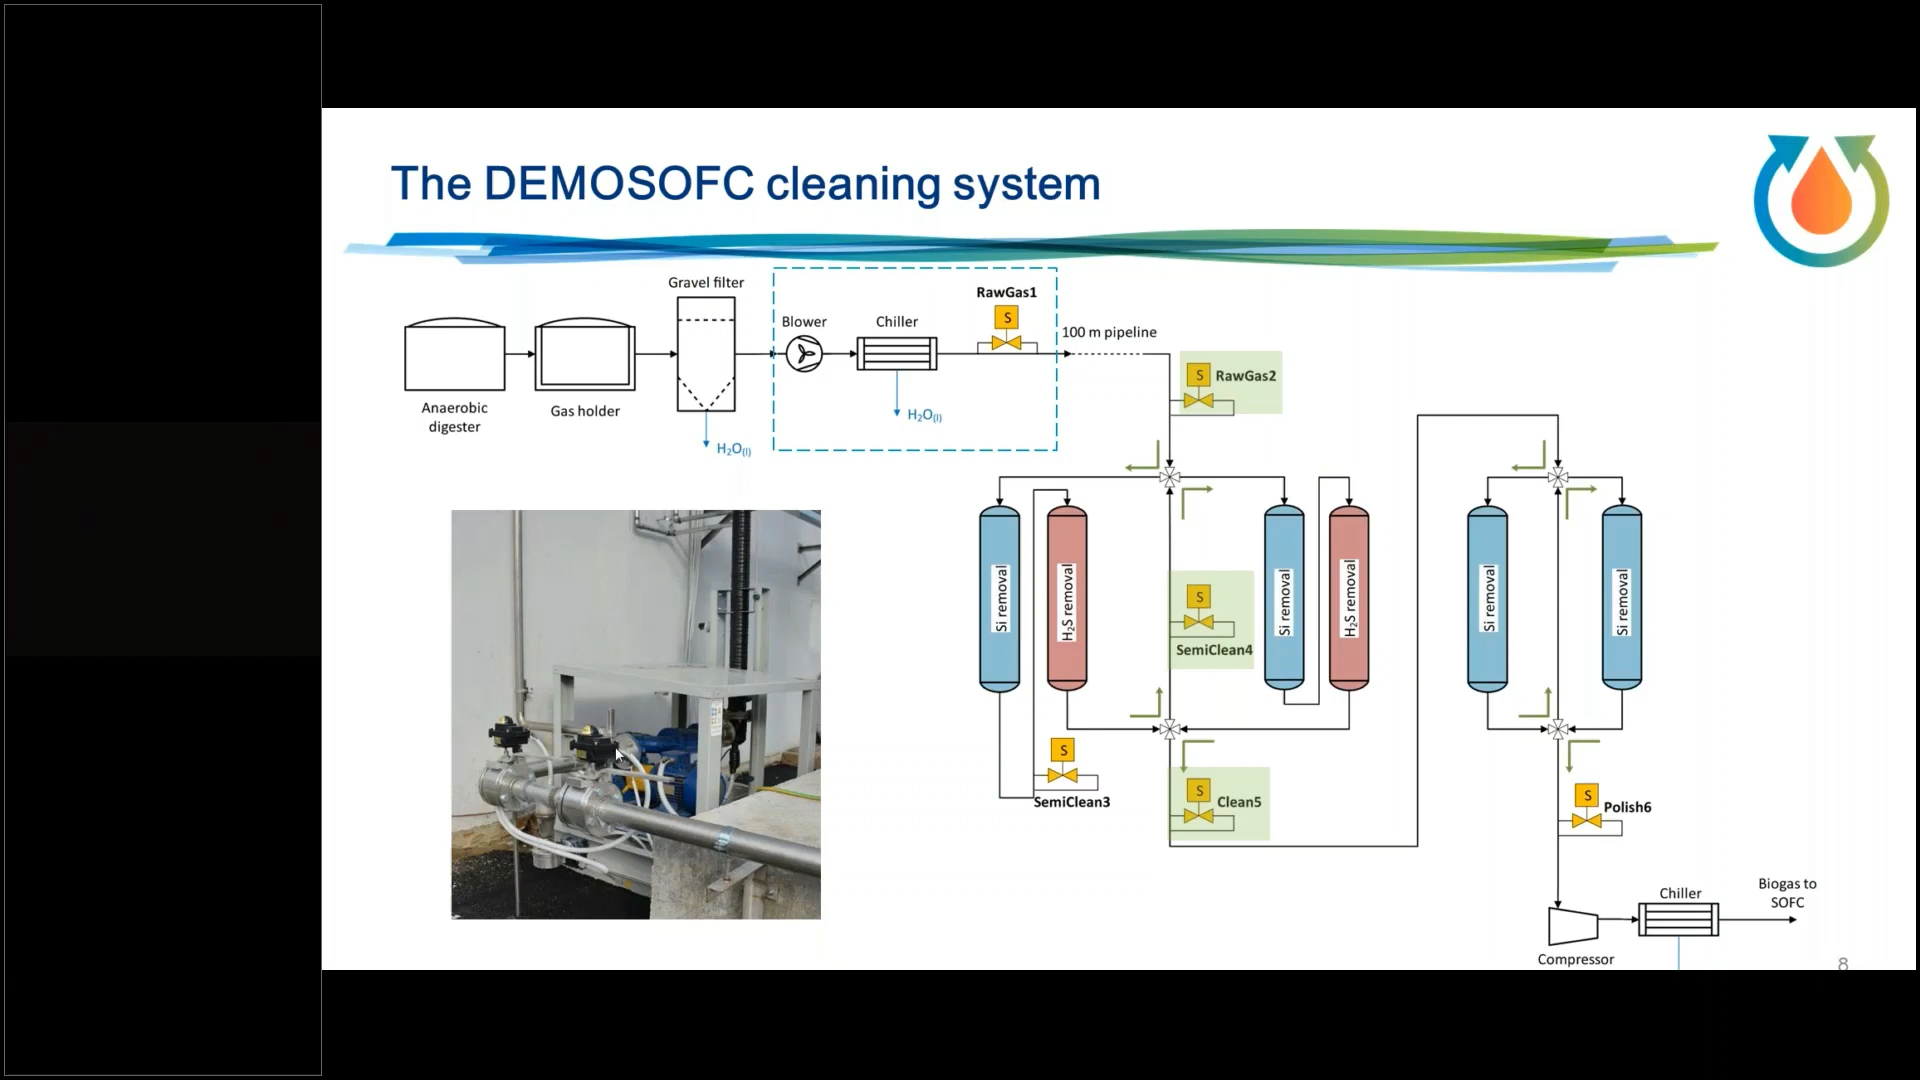 The DEMOSOFC cleaning system
Gravel filter
RawGas1
S
Blower
Chiller
100 m pipeline
Anaerobic
digester
Gas holder
H₂O(l)
H₂O(l)
S
RawGas2
Si removal
H₂S removal
S
SemiClean4
Si removal
H₂S removal
Si removal
Si removal
S
SemiClean3
S
Clean5
S
Polish6
Compressor
Chiller
Biogas to
SOFC
8